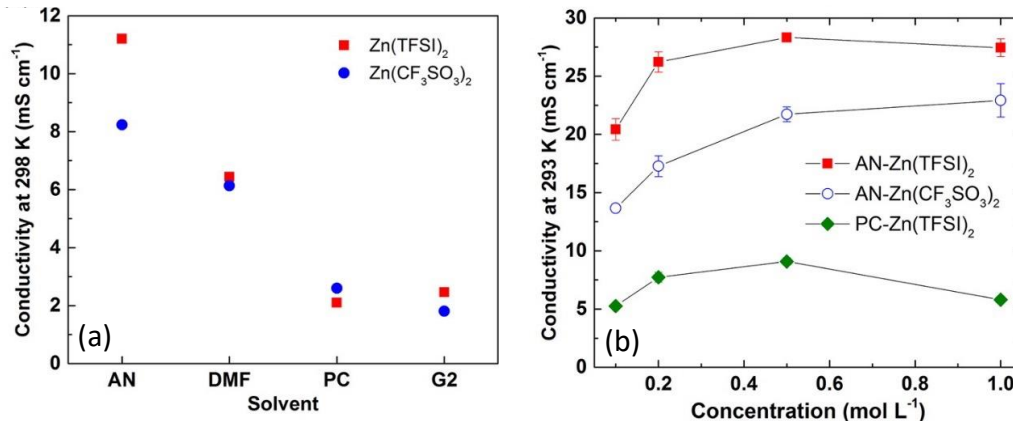 12
10
8
6
4
2
0
Conductivity at 298 K (mS cm⁻¹)
Zn(TFSI)₂
Zn(CF₃SO₃)₂
(a)
AN DMF PC G2
Solvent
30
25
20
15
10
5
0
Conductivity at 293 K (mS cm⁻¹)
AN-Zn(TFSI)₂
AN-Zn(CF₃SO₃)₂
PC-Zn(TFSI)₂
(b)
0.2 0.4 0.6 0.8 1.0
Concentration (mol L⁻¹)